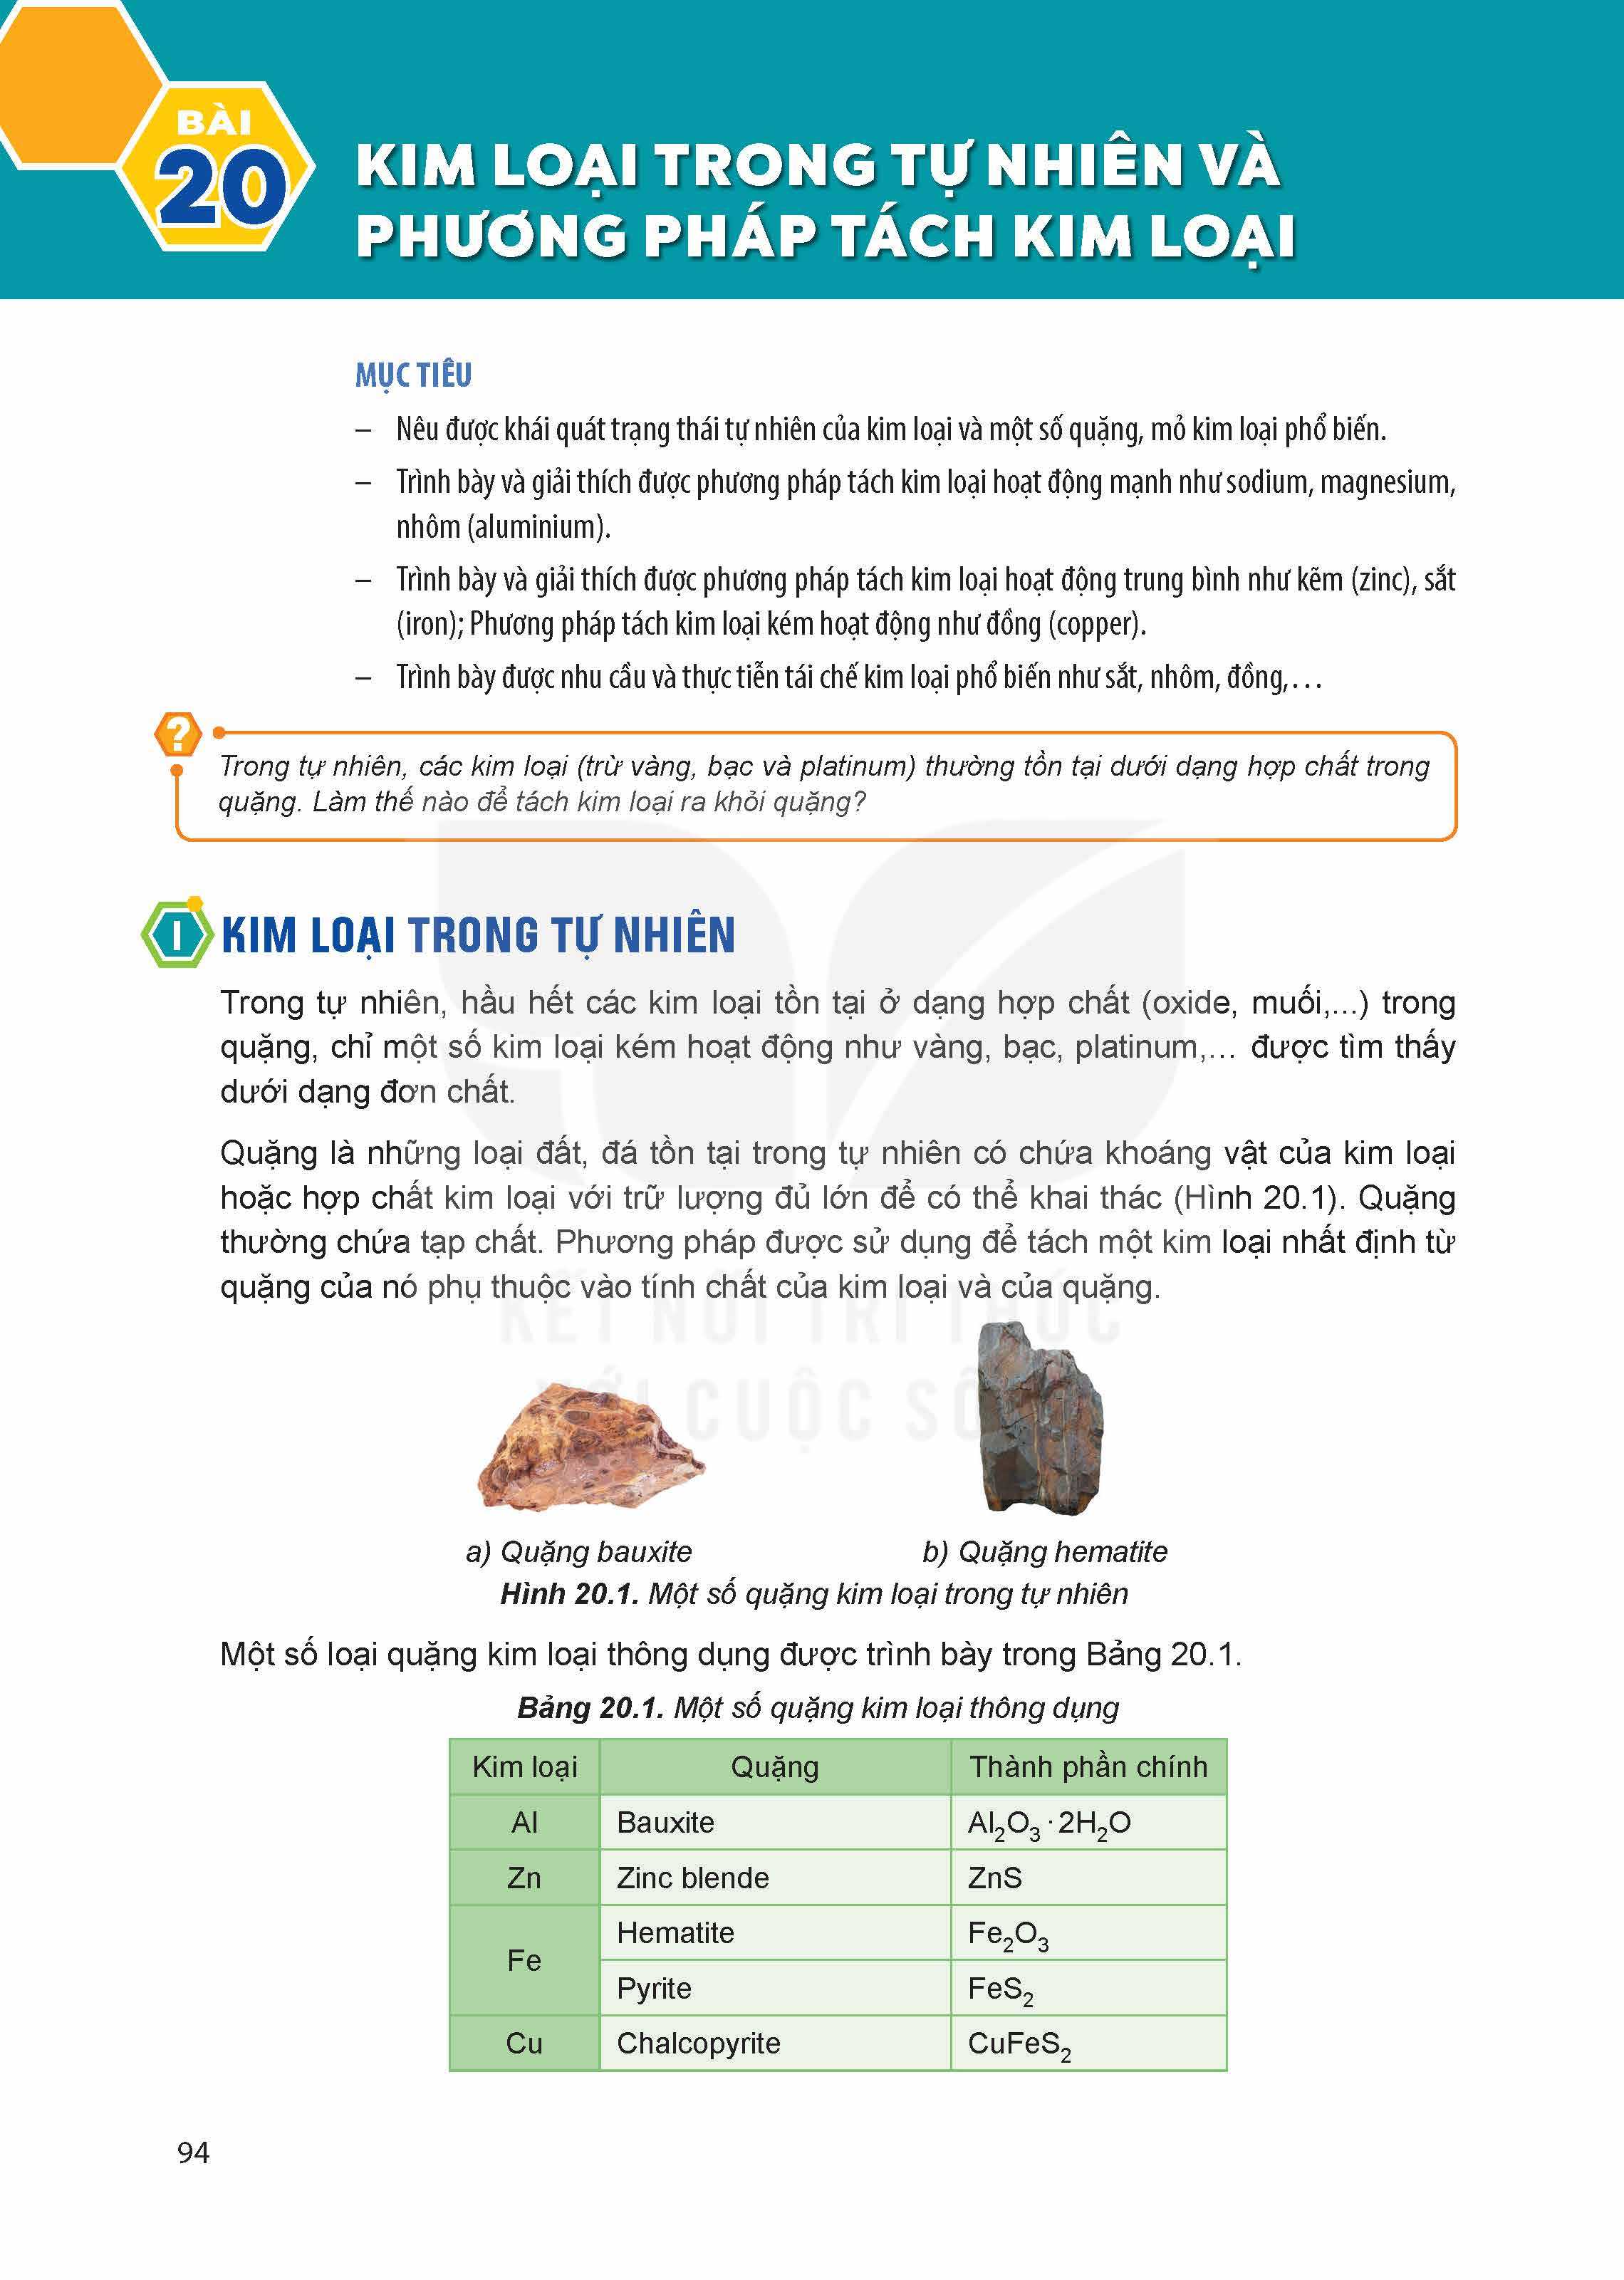 BÀI
20
KIM LOẠI TRONG TỰ NHIÊN VÀ
PHƯƠNG PHÁP TÁCH KIM LOẠI
MỤC TIÊU
– Nêu được khái quát trạng thái tự nhiên của kim loại và một số quặng, mỏ kim loại phổ biến.
– Trình bày và giải thích được phương pháp tách kim loại hoạt động mạnh như sodium, magnesium,
nhôm (aluminium).
– Trình bày và giải thích được phương pháp tách kim loại hoạt động trung bình như kẽm (zinc), sắt
(iron); Phương pháp tách kim loại kém hoạt động như đồng (copper).
– Trình bày được nhu cầu và thực tiễn tái chế kim loại phổ biến như sắt, nhôm, đồng,…
?
Trong tự nhiên, các kim loại (trừ vàng, bạc và platinum) thường tồn tại dưới dạng hợp chất trong
quặng. Làm thế nào để tách kim loại ra khỏi quặng?
I KIM LOẠI TRONG TỰ NHIÊN
Trong tự nhiên, hầu hết các kim loại tồn tại ở dạng hợp chất (oxide, muối,...) trong
quặng, chỉ một số kim loại kém hoạt động như vàng, bạc, platinum,... được tìm thấy
dưới dạng đơn chất.
Quặng là những loại đất, đá tồn tại trong tự nhiên có chứa khoáng vật của kim loại
hoặc hợp chất kim loại với trữ lượng đủ lớn để có thể khai thác (Hình 20.1). Quặng
thường chứa tạp chất. Phương pháp được sử dụng để tách một kim loại nhất định từ
quặng của nó phụ thuộc vào tính chất của kim loại và của quặng.
KẾT NỐI TRI THỨC
VỚI CUỘC SỐNG
a) Quặng bauxite b) Quặng hematite
Hình 20.1. Một số quặng kim loại trong tự nhiên
Một số loại quặng kim loại thông dụng được trình bày trong Bảng 20.1.
Bảng 20.1. Một số quặng kim loại thông dụng
Kim loại Quặng Thành phần chính
Al Bauxite Al₂O₃·2H₂O
Zn Zinc blende ZnS
Fe Hematite Fe₂O₃
Pyrite FeS₂
Cu Chalcopyrite CuFeS₂
94